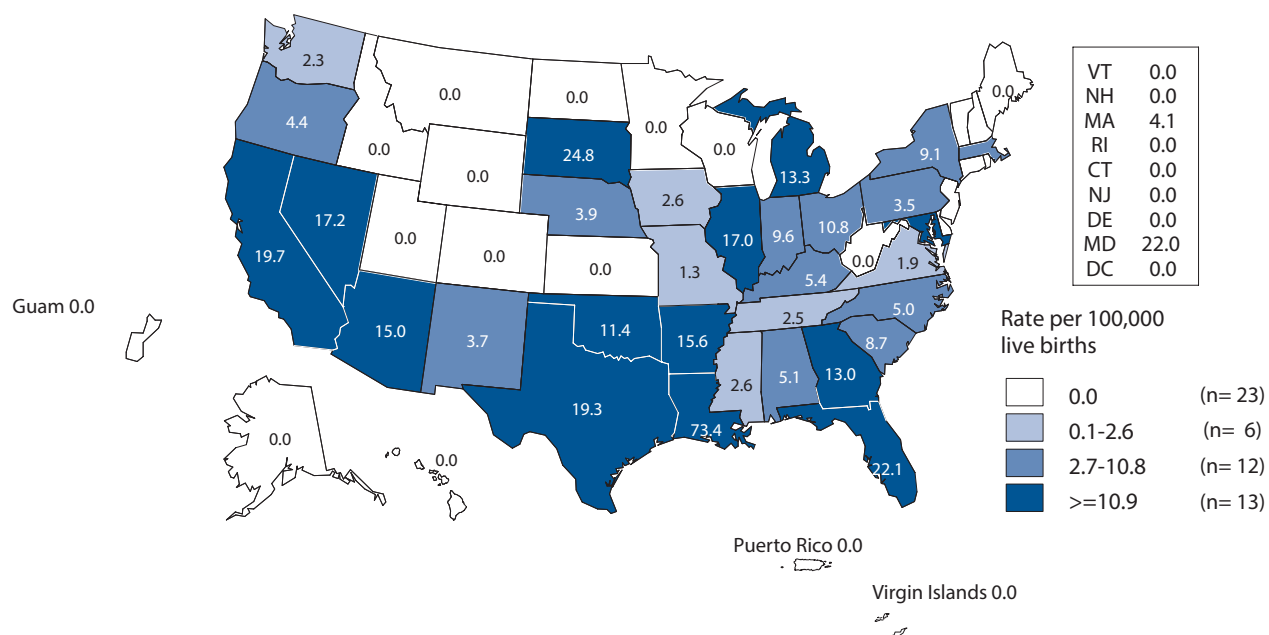 2.3
0.0
0.0
0.0
0.0
4.4
0.0
0.0
24.8
13.3
9.1
0.0
2.6
3.9
3.5
17.2
0.0
0.0
0.0
17.0
9.6
10.8
0.0
1.9
19.7
1.3
5.4
15.0
3.7
11.4
15.6
2.5
5.0
8.7
2.6
5.1
13.0
19.3
73.4
22.1
0.0
0.0
Guam 0.0
Puerto Rico 0.0
Virgin Islands 0.0
VT 0.0
NH 0.0
MA 4.1
RI 0.0
CT 0.0
NJ 0.0
DE 0.0
MD 22.0
DC 0.0
Rate per 100,000
live births
0.0 (n= 23)
0.1-2.6 (n= 6)
2.7-10.8 (n= 12)
>=10.9 (n= 13)